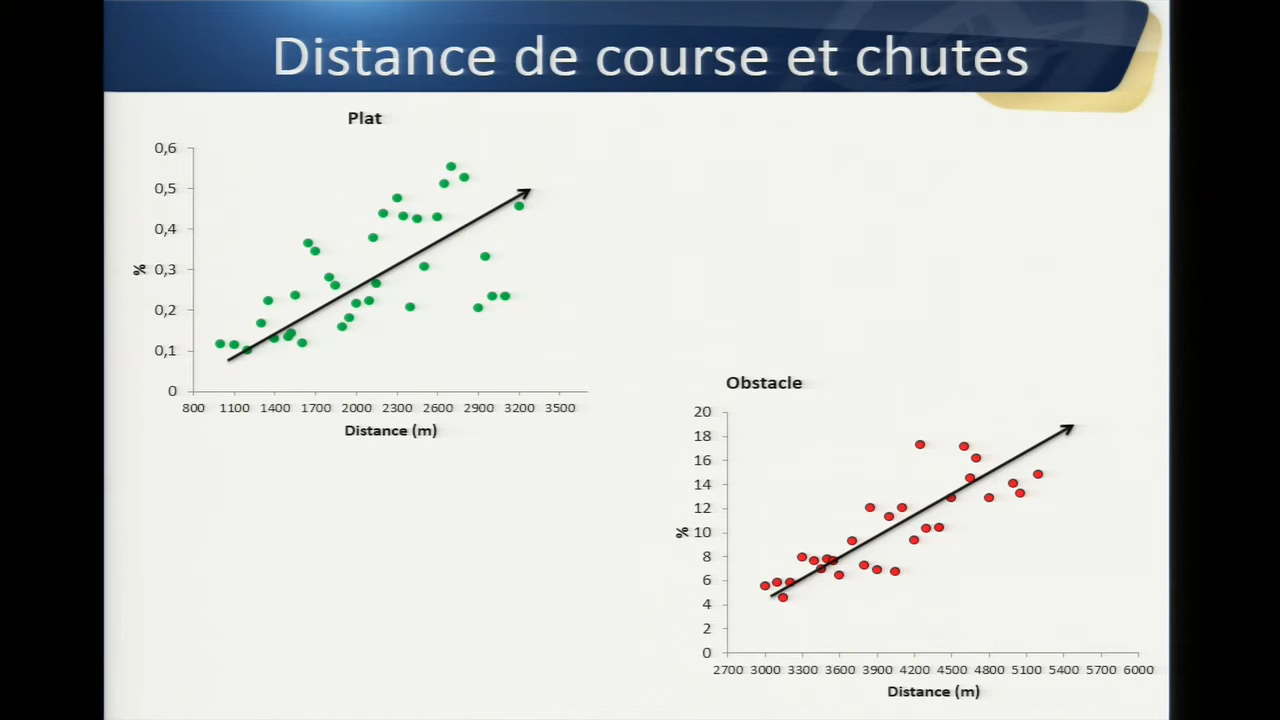 Distance de course et chutes
Plat
0,6
0,5
0,4
0,3
0,2
0,1
0
%
800 1100 1400 1700 2000 2300 2600 2900 3200 3500
Distance (m)
Obstacle
20
18
16
14
12
10
8
6
4
2
0
%
2700 3000 3300 3600 3900 4200 4500 4800 5100 5400 5700 6000
Distance (m)